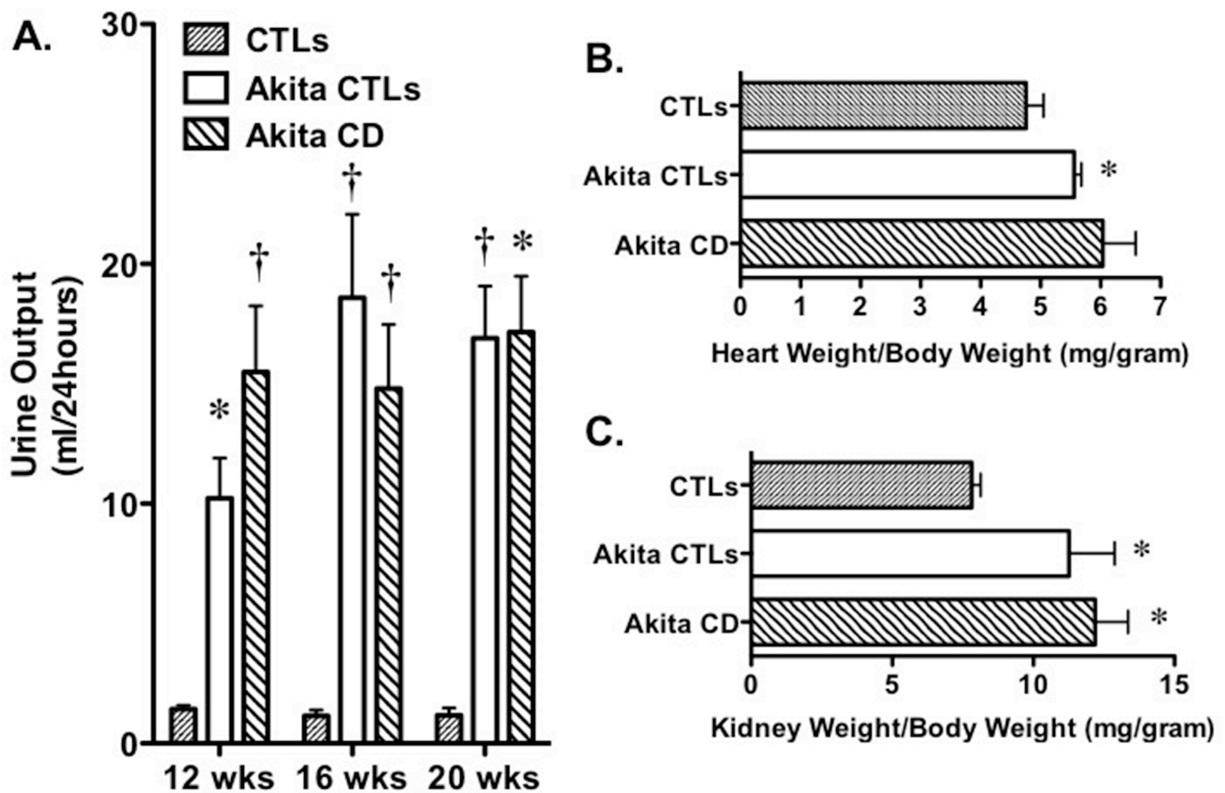 A.
30
20
10
0
Urine Output
(ml/24hours)
CTLs
Akita CTLs
Akita CD
*
†
†
†
†
*
12 wks
16 wks
20 wks
B.
CTLs
Akita CTLs
*
Akita CD
0 1 2 3 4 5 6 7
Heart Weight/Body Weight (mg/gram)
C.
CTLs
Akita CTLs
*
Akita CD
*
0 5 10 15
Kidney Weight/Body Weight (mg/gram)